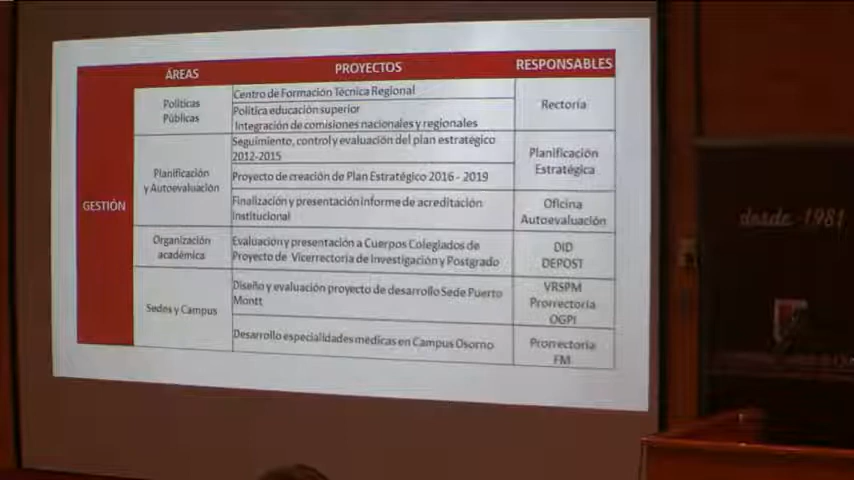 ÁREAS PROYECTOS RESPONSABLES
GESTIÓN
Políticas
Públicas
Centro de Formación Técnica Regional
Política educación superior
Integración de comisiones nacionales y regionales
Rectoría
Planificación
y Autoevaluación
Seguimiento, control y evaluación del plan estratégico
2012-2015
Proyecto de creación de Plan Estratégico 2016 - 2019
Planificación
Estratégica
Finalización y presentación informe de acreditación
Institucional
Oficina
Autoevaluación
Organización
académica
Evaluación y presentación a Cuerpos Colegiados de
Proyecto de Vicerrectoría de Investigación y Postgrado
DID
DEPOST
Sedes y Campus
Diseño y evaluación proyecto de desarrollo Sede Puerto
Montt
VRSPM
Prorrectoría
OGPI
Desarrollo especialidades médicas en Campus Osorno
Prorrectoría
FM
desde 1981